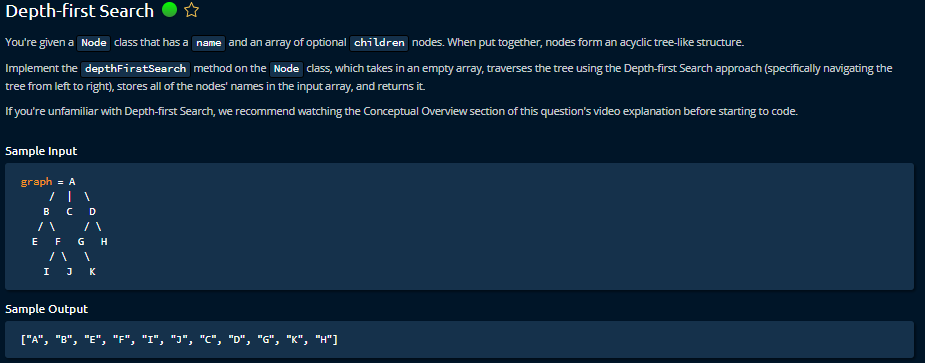 Depth-first Search
You're given a Node class that has a name and an array of optional children nodes. When put together, nodes form an acyclic tree-like structure.
Implement the depthFirstSearch method on the Node class, which takes in an empty array, traverses the tree using the Depth-first Search approach (specifically navigating the
tree from left to right), stores all of the nodes' names in the input array, and returns it.
If you're unfamiliar with Depth-first Search, we recommend watching the Conceptual Overview section of this question's video explanation before starting to code.
Sample Input
graph = A
/ | \
B C D
/ \ / \
E F G H
/ \ \
I J K
Sample Output
["A", "B", "E", "F", "I", "J", "C", "D", "G", "K", "H"]